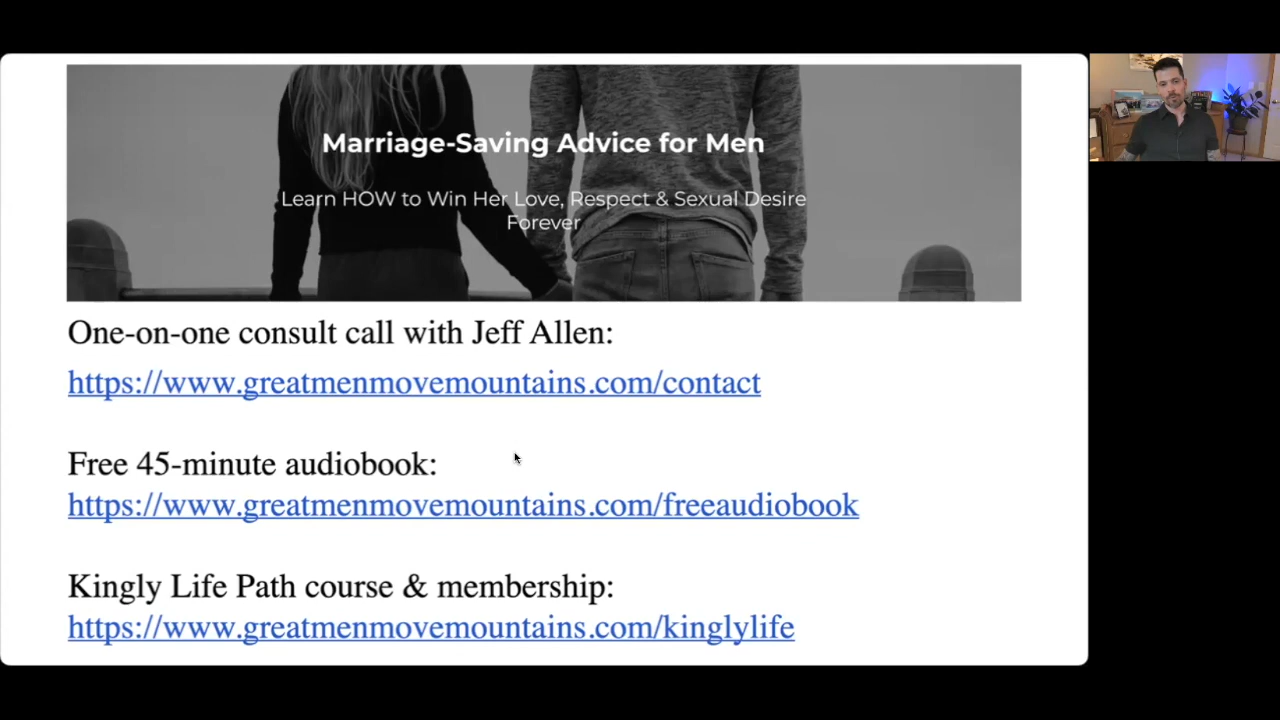 Marriage-Saving Advice for Men
Learn HOW to Win Her Love, Respect & Sexual Desire
Forever
One-on-one consult call with Jeff Allen:
https://www.greatmenmovemountains.com/contact
Free 45-minute audiobook:
https://www.greatmenmovemountains.com/freeaudiobook
Kingly Life Path course & membership:
https://www.greatmenmovemountains.com/kinglylife